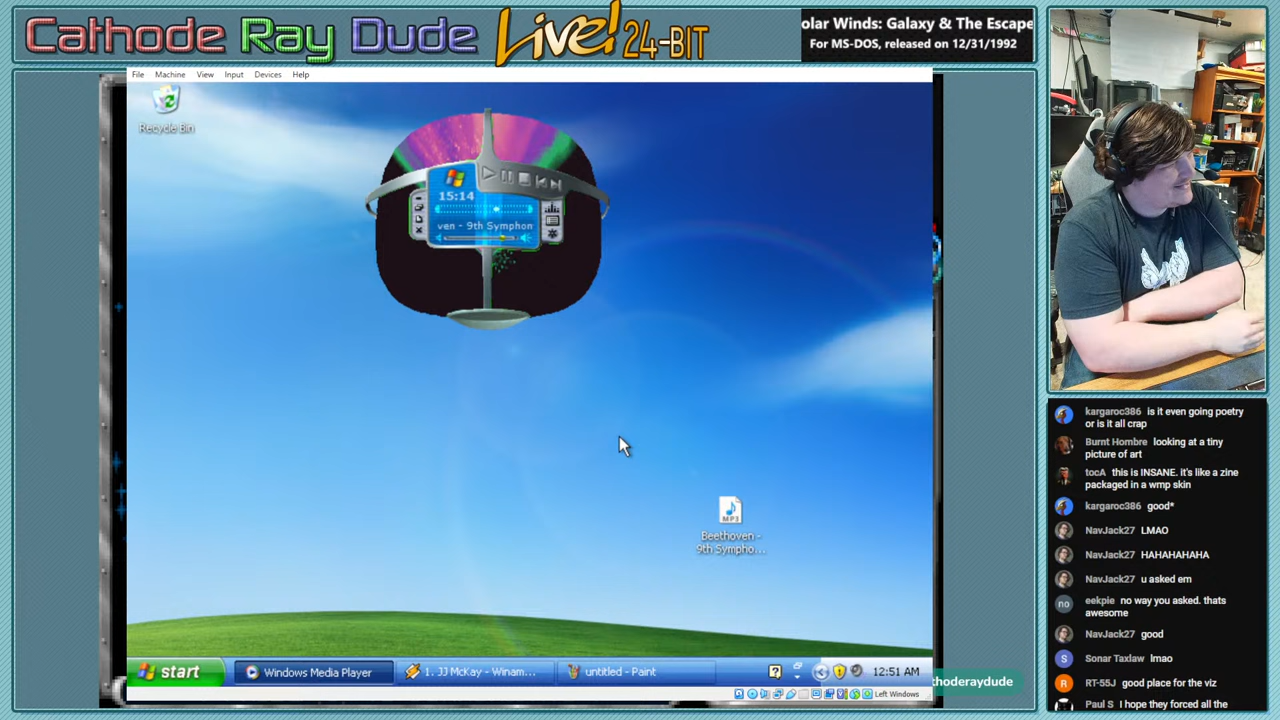 Cathode Ray Dude Live! 24-BIT
olar Winds: Galaxy & The Escape
For MS-DOS, released on 12/31/1992
File Machine View Input Devices Help
Recycle Bin
15:14
ven - 9th Symphon
MP3
Beethoven -
9th Sympho...
start
Windows Media Player
1. JJ McKay - Winam...
untitled - Paint
12:51 AM
Left Windows
thoderaydude
kargaroc386 is it even going poetry
or is it all crap
Burnt Hombre looking at a tiny
picture of art
tocA this is INSANE. it's like a zine
packaged in a wmp skin
kargaroc386 good*
NavJack27 LMAO
NavJack27 HAHAHAHAHA
NavJack27 u asked em
no
eekpie no way you asked. thats
awesome
NavJack27 good
S
Sonar Taxlaw lmao
R
RT-55J good place for the viz
Paul S I hope they forced all the